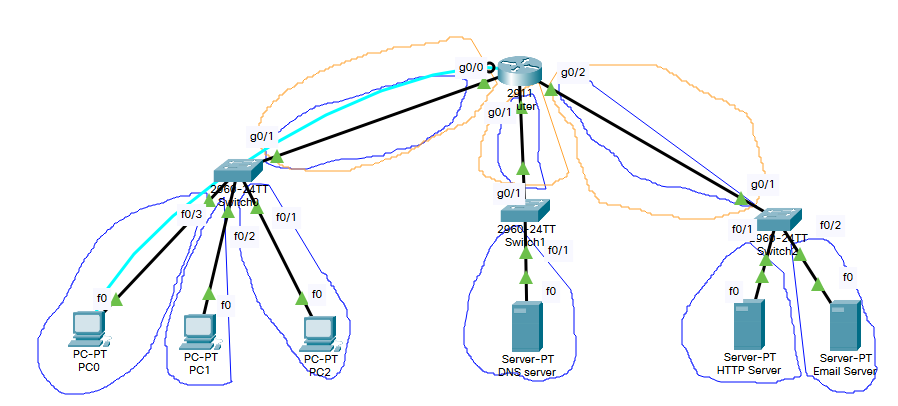 g0/0
g0/2
2911
uter
g0/1
g0/1
g0/1
g0/1
2960-24TT
Switch0
f0/3
f0/1
f0/2
2960-24TT
Switch1
f0/1
f0/1
f0/2
960-24TT
Switch2
f0
f0
f0
f0
f0
f0
PC-PT
PC0
PC-PT
PC1
PC-PT
PC2
Server-PT
DNS server
Server-PT
HTTP Server
Server-PT
Email Server